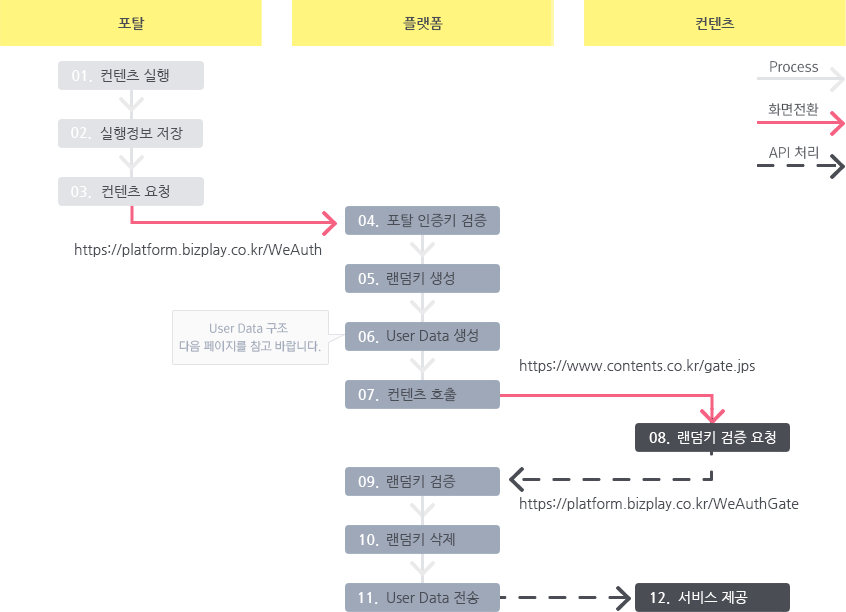 포탈
플랫폼
컨텐츠
01. 컨텐츠 실행
Process
화면전환
02. 실행정보 저장
API 처리
03. 컨텐츠 요청
04. 포탈 인증키 검증
https://platform.bizplay.co.kr/WeAuth
05. 랜덤키 생성
User Data 구조
다음 페이지를 참고 바랍니다.
06. User Data 생성
https://www.contents.co.kr/gate.jps
07. 컨텐츠 호출
08. 랜덤키 검증 요청
09. 랜덤키 검증
https://platform.bizplay.co.kr/WeAuthGate
10. 랜덤키 삭제
11. User Data 전송
12. 서비스 제공